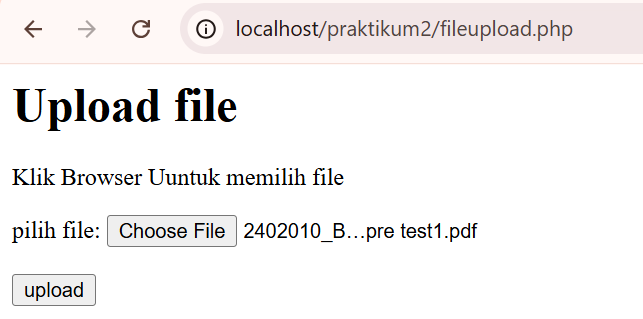 localhost/praktikum2/fileupload.php
Upload file
Klik Browser Uuntuk memilih file
pilih file: Choose File 2402010_B…pre test1.pdf
upload